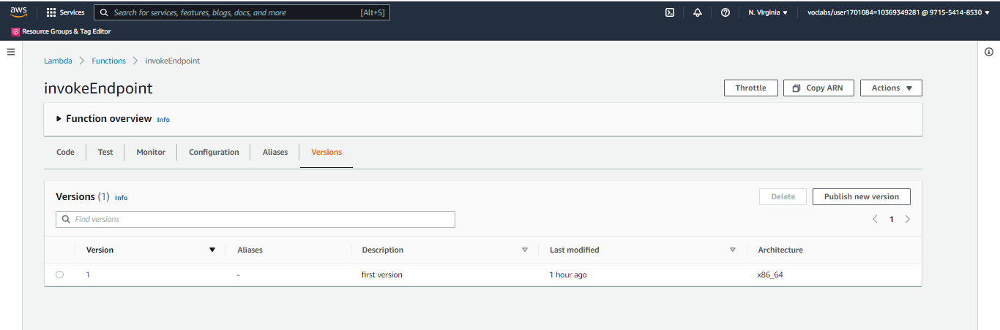 aws Services Search for services, features, blogs, docs, and more [Alt+S] N. Virginia ▼ voclabs/user1701084=10369349281 @ 9715-5414-8530 ▼
Resource Groups & Tag Editor
Lambda > Functions > invokeEndpoint
invokeEndpoint Throttle Copy ARN Actions ▼
▶ Function overview Info
Code Test Monitor Configuration Aliases Versions
Versions (1) Info Delete Publish new version
Find versions < 1 >
Version ▼ Aliases Description ▽ Last modified ▽ Architecture
1 - first version 1 hour ago x86_64